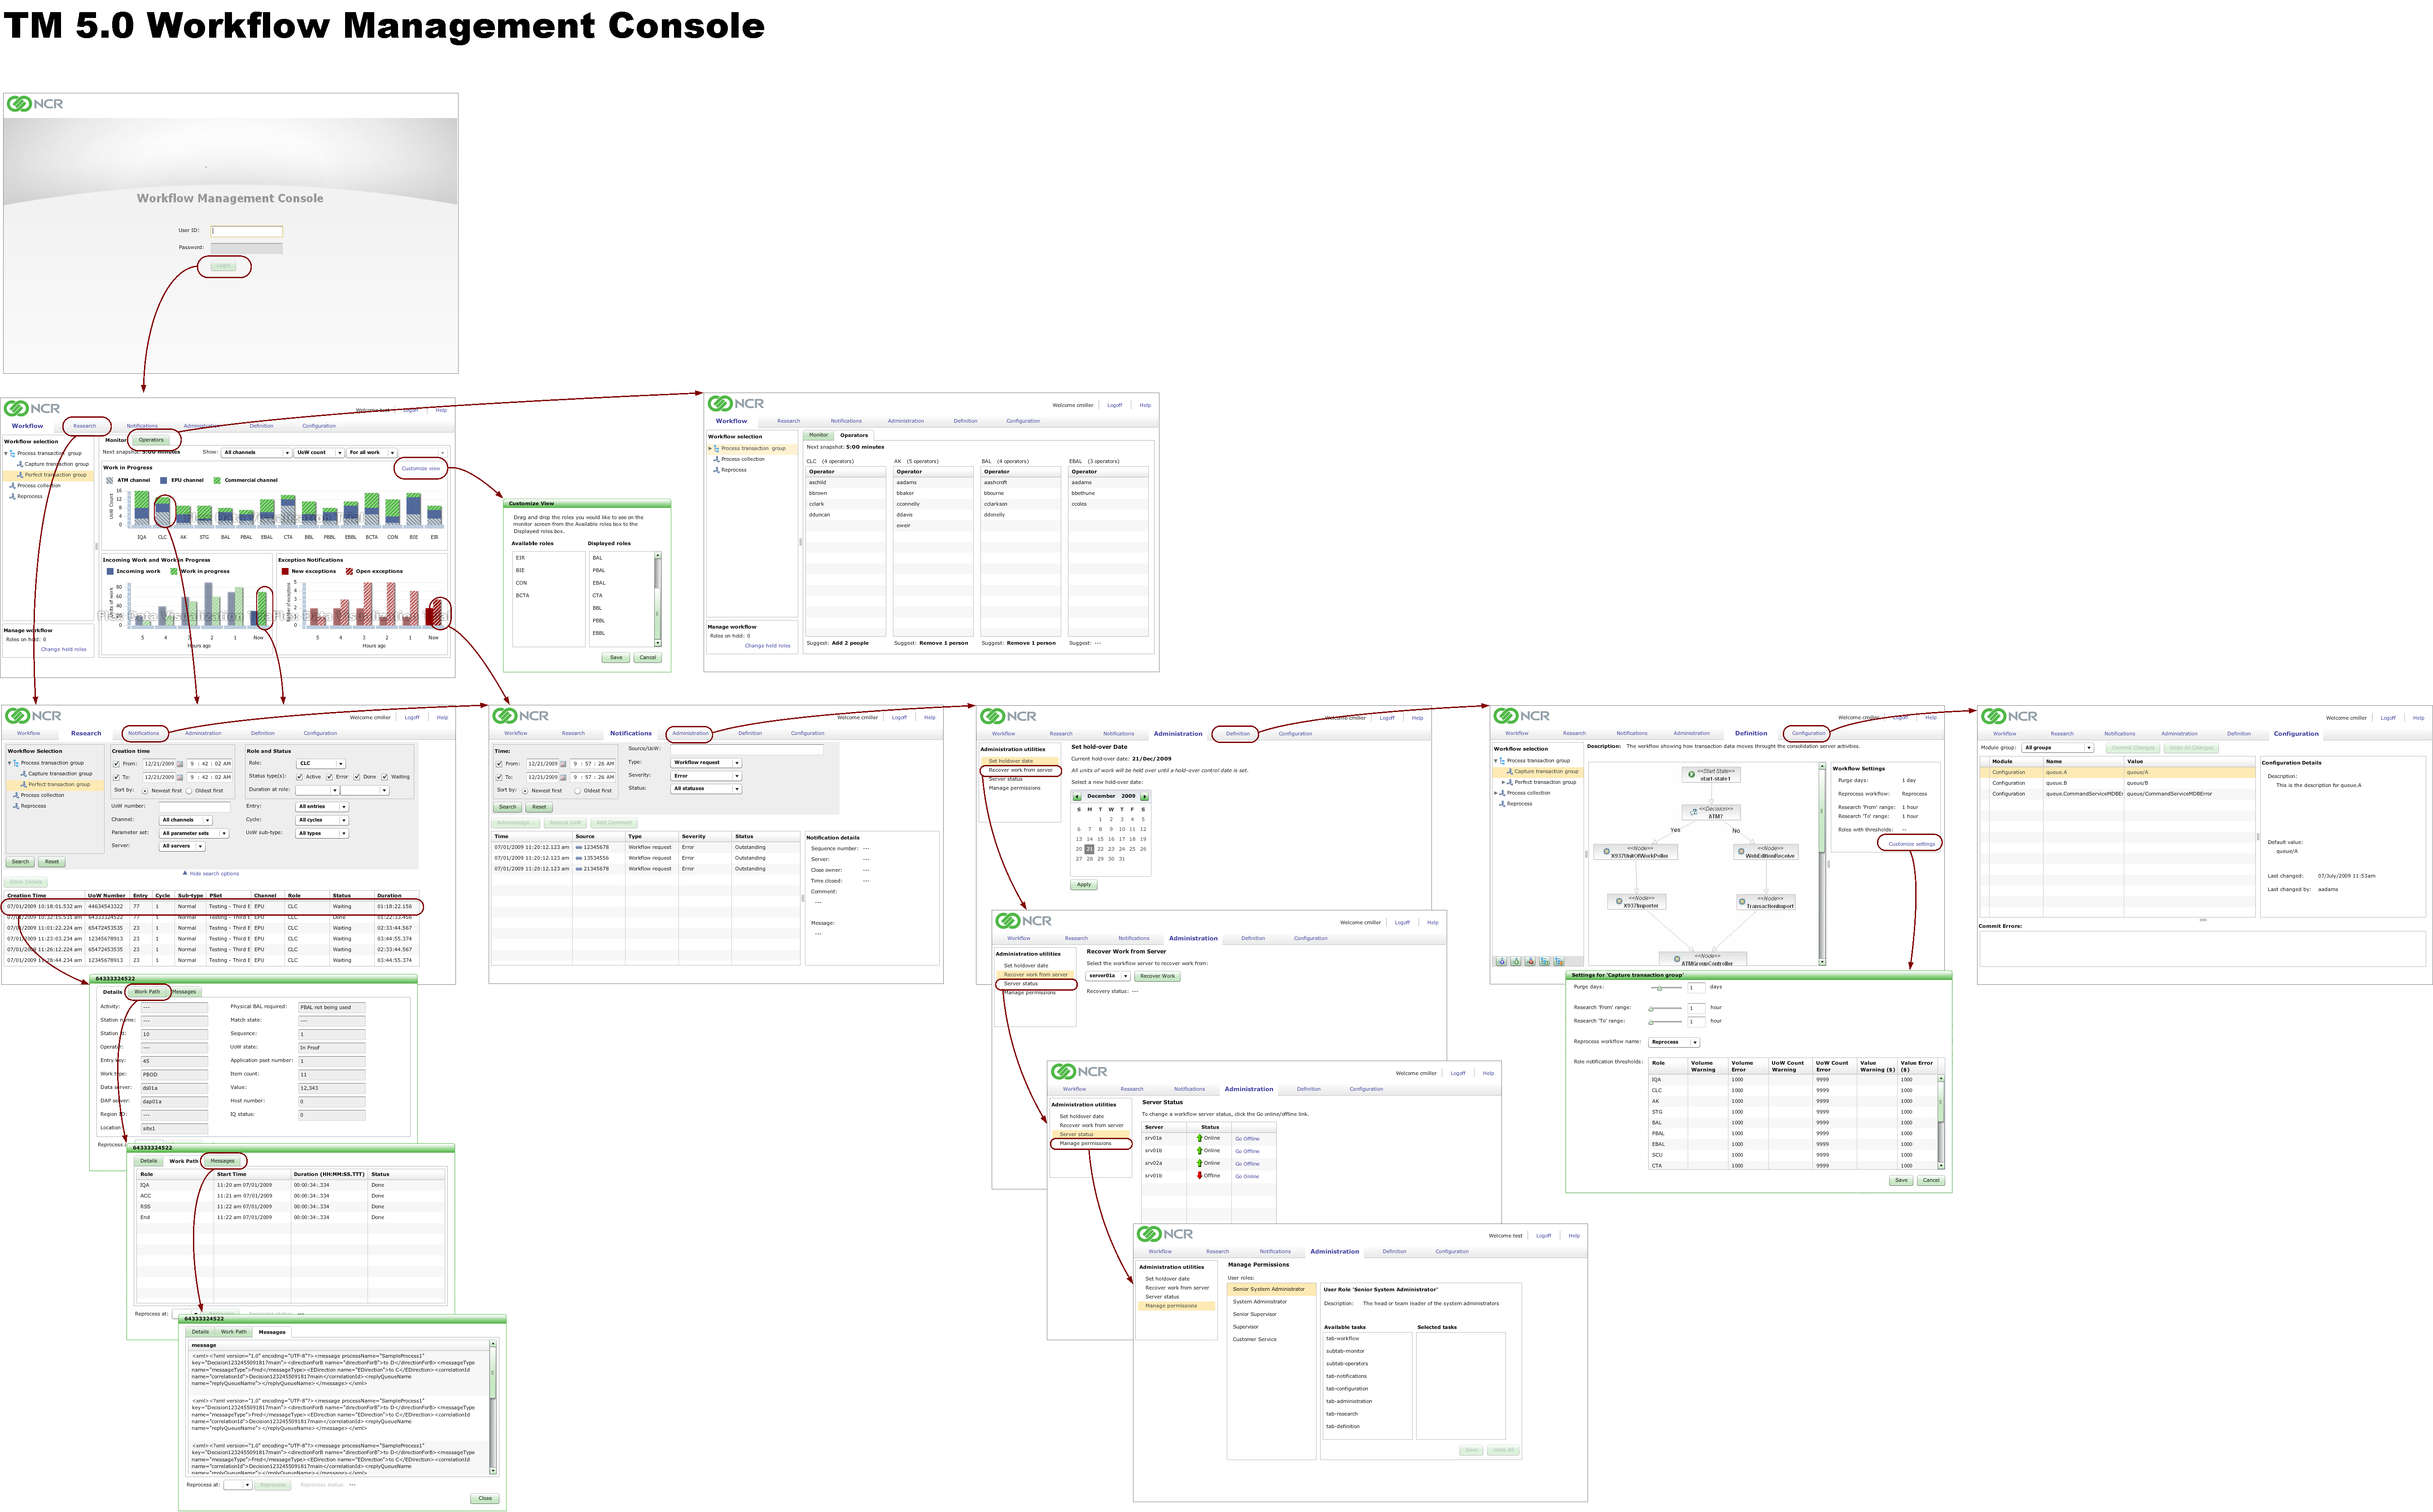 TM 5.0 Workflow Management Console
NCR
Workflow Management Console
User ID:
Password:
Login
NCR
Welcome test Logoff Help
Workflow Research Notifications Administration Definition Configuration
Workflow selection
Process transaction group
Capture transaction group
Perfect transaction group
Process collection
Reprocess
Manage workflow
Roles on hold: 0
Change held roles
Monitor Operators
Next snapshot: 5:00 minutes Show: All channels UoW count For all work
Work in Progress Customize view
ATM channel EPU channel Commercial channel
UoW Count
16
12
8
4
0
IQA CLC AK STG BAL PBAL EBAL CTA BBL PBBL EBBL BCTA CON BIE EIR
Incoming Work and Work in Progress
Incoming work Work in progress
80
60
40
20
0
5 4 3 2 1 Now
Hours ago
Exception Notifications
New exceptions Open exceptions
5
4
3
2
1
0
5 4 3 2 1 Now
Hours ago
Customize View
Drag and drop the roles you would like to see on the
monitor screen from the Available roles box to the
Displayed roles box.
Available roles Displayed roles
EIR BAL
BIE PBAL
CON EBAL
BCTA CTA
BBL
PBBL
EBBL
Save Cancel
NCR
Welcome cmiller Logoff Help
Workflow Research Notifications Administration Definition Configuration
Workflow selection
Process transaction group
Process collection
Reprocess
Manage workflow
Roles on hold: 0
Change held roles
Monitor Operators
Next snapshot: 5:00 minutes
CLC (4 operators) AK (5 operators) BAL (4 operators) EBAL (3 operators)
Operator Operator Operator Operator
aschild aadams aashcroft aadams
bbrown bbaker bbourne bbethune
cclark cconnelly cclarkson ccoles
dduncan ddavis ddonelly
eweir
Suggest: Add 2 people Suggest: Remove 1 person Suggest: Remove 1 person Suggest: ---
NCR
Welcome cmiller Logoff Help
Workflow Research Notifications Administration Definition Configuration
Workflow Selection
Process transaction group
Capture transaction group
Perfect transaction group
Process collection
Reprocess
Creation time
From: 12/21/2009 9 : 42 : 02 AM
To: 12/21/2009 9 : 42 : 02 AM
Sort by: Newest first Oldest first
Role and Status
Role: CLC
Status type(s): Active Error Done Waiting
Duration at role:
UoW number: Entry: All entries
Channel: All channels Cycle: All cycles
Parameter set: All parameter sets UoW sub-type: All types
Server: All servers
Search Reset
Hide search options
Show Details
Creation Time UoW Number Entry Cycle Sub-type PSet Channel Role Status Duration
07/01/2009 10:18:01.532 am 44634543322 77 1 Normal Testing - Third E EPU CLC Waiting 01:18:22.156
07/01/2009 10:32:15.531 am 64333324522 77 1 Normal Testing - Third E EPU CLC Done 01:22:33.456
07/01/2009 11:01:22.224 am 65472453535 23 1 Normal Testing - Third E EPU CLC Waiting 02:33:44.567
07/01/2009 11:23:03.234 am 12345678913 23 1 Normal Testing - Third E EPU CLC Waiting 03:44:55.374
07/01/2009 11:26:12.224 am 65472453535 23 1 Normal Testing - Third E EPU CLC Waiting 02:33:44.567
07/01/2009 11:28:44.234 am 12345678913 23 1 Normal Testing - Third E EPU CLC Waiting 03:44:55.374
64333324522
Details Work Path Messages
Activity: --- Physical BAL required: PBAL not being used
Station name: --- Match state: ---
Station id: 10 Sequence: 1
Operator: --- UoW state: In Proof
Entry key: 45 Application pset number: 1
Work type: PBOD Item count: 11
Data server: ds01a Value: 12,343
DAP server: dap01a Host number: 0
Region ID: --- IQ status: 0
Location: site1
64333324522
Details Work Path Messages
Role Start Time Duration (HH:MM:SS.TTT) Status
IQA 11:20 am 07/01/2009 00:00:34:.334 Done
ACC 11:21 am 07/01/2009 00:00:34:.334 Done
RSS 11:22 am 07/01/2009 00:00:34:.334 Done
End 11:22 am 07/01/2009 00:00:34:.334 Done
Reprocess at:
64333324522
Details Work Path Messages
message
<xml><?xml version="1.0" encoding="UTF-8"?><message processName="SampleProcess1"
key="Decision1232455091817main"><directionForB name="directionForB">to D</directionForB><messageType
name="messageType">Fred</messageType><EDirection name="EDirection">to C</EDirection><correlationId
name="correlationId">Decision1232455091817main</correlationId><replyQueueName
name="replyQueueName"></replyQueueName></message></xml>
<xml><?xml version="1.0" encoding="UTF-8"?><message processName="SampleProcess1"
key="Decision1232455091817main"><directionForB name="directionForB">to D</directionForB><messageType
name="messageType">Fred</messageType><EDirection name="EDirection">to C</EDirection><correlationId
name="correlationId">Decision1232455091817main</correlationId><replyQueueName
name="replyQueueName"></replyQueueName></message></xml>
<xml><?xml version="1.0" encoding="UTF-8"?><message processName="SampleProcess1"
key="Decision1232455091817main"><directionForB name="directionForB">to D</directionForB><messageType
name="messageType">Fred</messageType><EDirection name="EDirection">to C</EDirection><correlationId
name="correlationId">Decision1232455091817main</correlationId><replyQueueName
Reprocess at: Reprocess Reprocess status: ---
Close
NCR
Welcome cmiller Logoff Help
Workflow Research Notifications Administration Definition Configuration
Time:
From: 12/21/2009 9 : 57 : 26 AM
To: 12/21/2009 9 : 57 : 26 AM
Sort by: Newest first Oldest first
Source/UoW:
Type: Workflow request
Severity: Error
Status: All statuses
Search Reset
Acknowledge... Resend UoW Add Comment
Time Source Type Severity Status
07/01/2009 11:20:12.123 am 12345678 Workflow request Error Outstanding
07/01/2009 11:20:12.123 am 13534556 Workflow request Error Outstanding
07/01/2009 11:20:12.123 am 21345678 Workflow request Error Outstanding
Notification details
Sequence number: ---
Server: ---
Close owner: ---
Time closed: ---
Comment:
---
Message:
---
NCR
Welcome cmiller Logoff Help
Workflow Research Notifications Administration Definition Configuration
Administration utilities
Set holdover date
Recover work from server
Server status
Manage permissions
Set hold-over Date
Current hold-over date: 21/Dec/2009
All units of work will be held over until a hold-over control date is set.
Select a new hold-over date:
December 2009
S M T W T F S
1 2 3 4 5
6 7 8 9 10 11 12
13 14 15 16 17 18 19
20 21 22 23 24 25 26
27 28 29 30 31
Apply
NCR
Welcome cmiller Logoff Help
Workflow Research Notifications Administration Definition Configuration
Administration utilities
Set holdover date
Recover work from server
Server status
Manage permissions
Recover Work from Server
Select the workflow server to recover work from:
server01a Recover Work
Recovery status: ---
NCR
Welcome cmiller Logoff Help
Workflow Research Notifications Administration Definition Configuration
Administration utilities
Set holdover date
Recover work from server
Server status
Manage permissions
Server Status
To change a workflow server status, click the Go online/offline link.
Server Status
srv01a Online Go Offline
srv01b Online Go Offline
srv02a Online Go Offline
srv01b Offline Go Online
NCR
Welcome test Logoff Help
Workflow Research Notifications Administration Definition Configuration
Administration utilities
Set holdover date
Recover work from server
Server status
Manage permissions
Manage Permissions
User roles:
Senior System Administrator
System Administrator
Senior Supervisor
Supervisor
Customer Service
User Role 'Senior System Administrator'
Description: The head or team leader of the system administrators
Available tasks Selected tasks
tab-workflow
subtab-monitor
subtab-operators
tab-notifications
tab-configuration
tab-administration
tab-research
tab-definition
Save Undo All
NCR
Welcome cmiller Logoff Help
Workflow Research Notifications Administration Definition Configuration
Workflow selection
Process transaction group
Capture transaction group
Perfect transaction group
Process collection
Reprocess
Description: The workflow showing how transaction data moves throught the consolidation server activities.
<<Start State>>
start-state1
<<Decision>>
ATM?
Yes No
<<Node>> <<Node>>
X937UnitOfWorkPoller WebEditionReceive
<<Node>> <<Node>>
X937Importer TransactionImport
<<Node>>
ATMGroupController
Workflow Settings
Purge days: 1 day
Reprocess workflow: Reprocess
Research 'From' range: 1 hour
Research 'To' range: 1 hour
Roles with thresholds: --
Customize settings
Settings for 'Capture transaction group'
Purge days: 1 days
Research 'From' range: 1 hour
Research 'To' range: 1 hour
Reprocess workflow name: Reprocess
Role notification thresholds:
Role Volume Warning Volume Error UoW Count Warning UoW Count Error Value Warning ($) Value Error ($)
IQA 1000 9999 1000
CLC 1000 9999 1000
AK 1000 9999 1000
STG 1000 9999 1000
BAL 1000 9999 1000
PBAL 1000 9999 1000
EBAL 1000 9999 1000
SCU 1000 9999 1000
CTA 1000 9999 1000
Save Cancel
NCR
Welcome cmiller Logoff Help
Workflow Research Notifications Administration Definition Configuration
Module group: All groups Commit Changes Undo All Changes
Module Name Value
Configuration queue.A queue/A
Configuration queue.B queue/B
Configuration queue.CommandServiceMDBEr queue/CommandServiceMDBError
Configuration Details
Description:
This is the description for queue.A
Default value:
queue/A
Last changed: 07/July/2009 11:53am
Last changed by: aadams
Commit Errors: